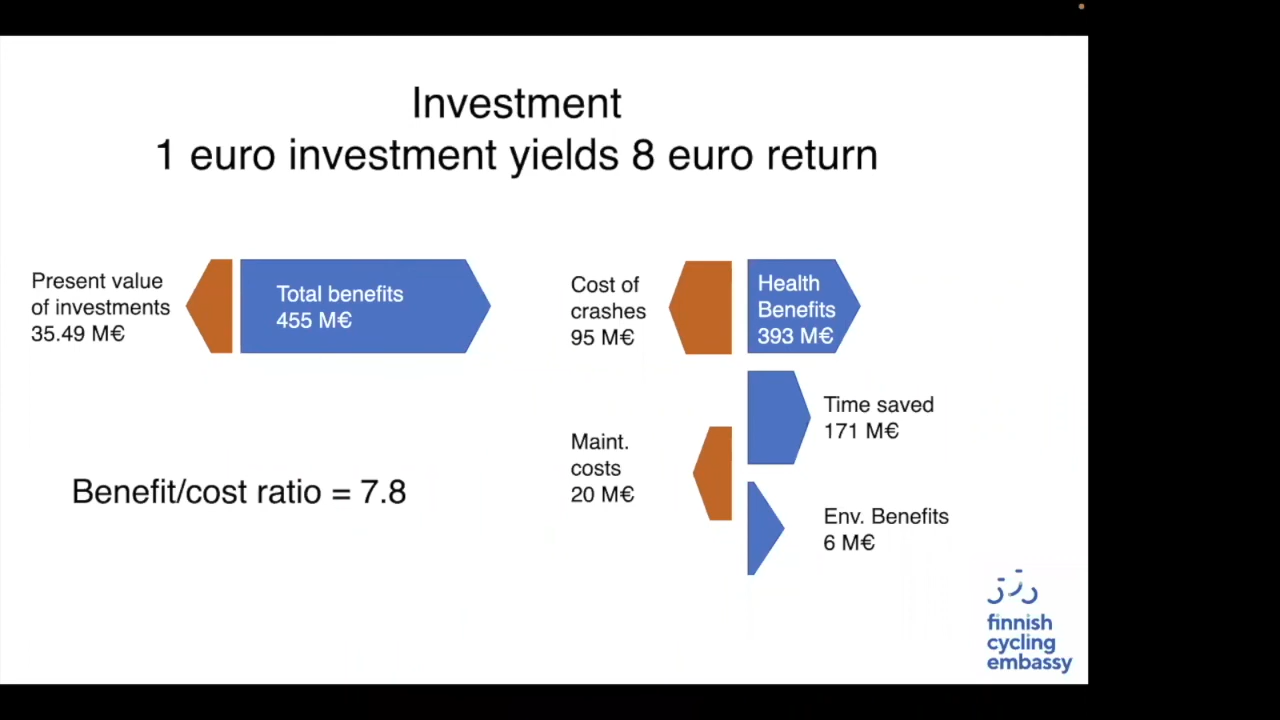 Investment
1 euro investment yields 8 euro return
Present value
of investments
35.49 M€
Total benefits
455 M€
Cost of
crashes
95 M€
Health
Benefits
393 M€
Time saved
171 M€
Maint.
costs
20 M€
Benefit/cost ratio = 7.8
Env. Benefits
6 M€
finnish
cycling
embassy